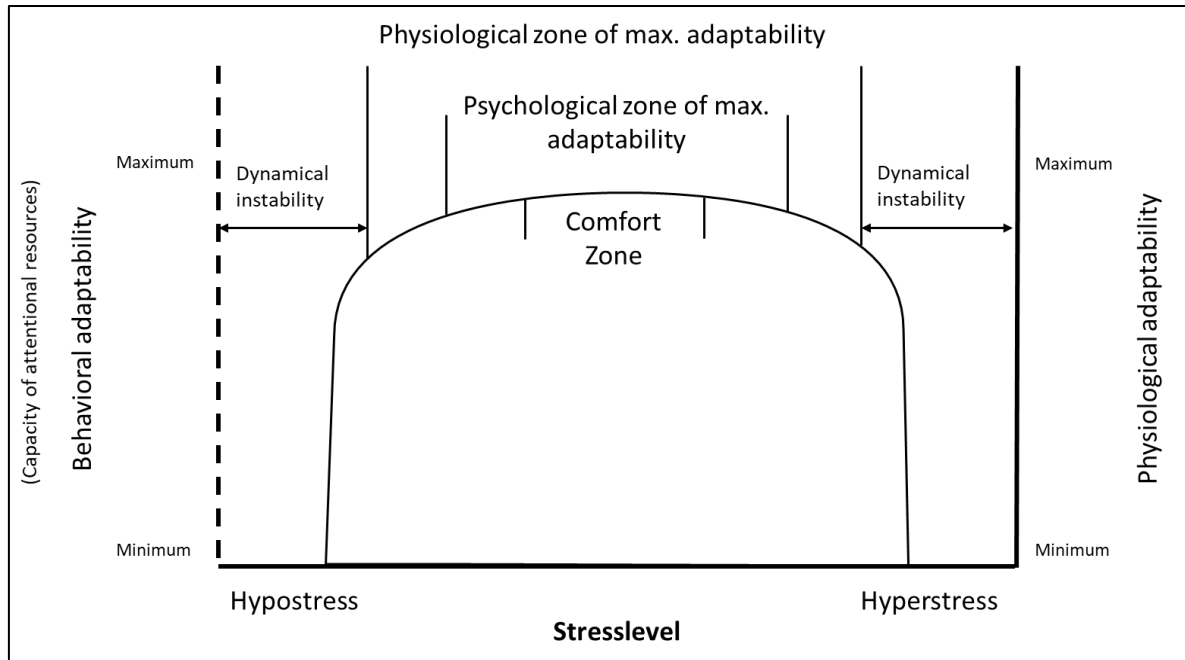 Physiological zone of max. adaptability
Psychological zone of max.
adaptability
Maximum
Dynamical
instability
Comfort
Zone
Dynamical
instability
Maximum
(Capacity of attentional resources)
Behavioral adaptability
Physiological adaptability
Minimum
Minimum
Hypostress
Hyperstress
Stresslevel